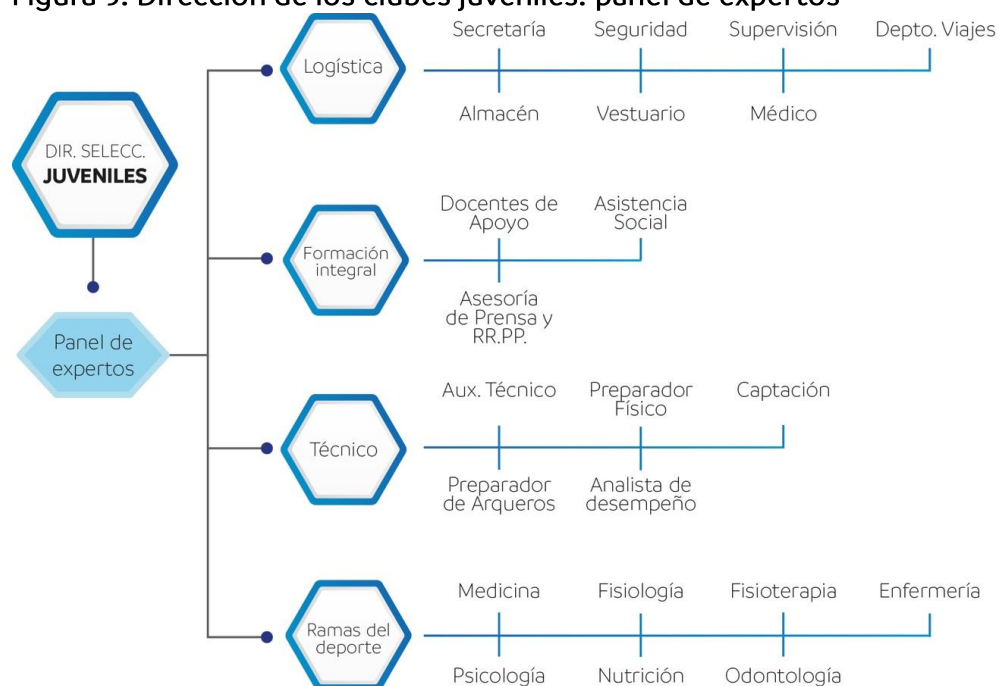 Figura 9. Dirección de los clubes juveniles: panel de expertos
Secretaría
Seguridad
Supervisión
Depto. Viajes
Logística
Almacén
Vestuario
Médico
DIR. SELECC.
JUVENILES
Docentes de
Apoyo
Asistencia
Social
Formación
integral
Asesoría
de Prensa y
RR.PP.
Panel de
expertos
Aux. Técnico
Preparador
Físico
Captación
Técnico
Preparador
de Arqueros
Analista de
desempeño
Medicina
Fisiología
Fisioterapia
Enfermería
Ramas del
deporte
Psicología
Nutrición
Odontología